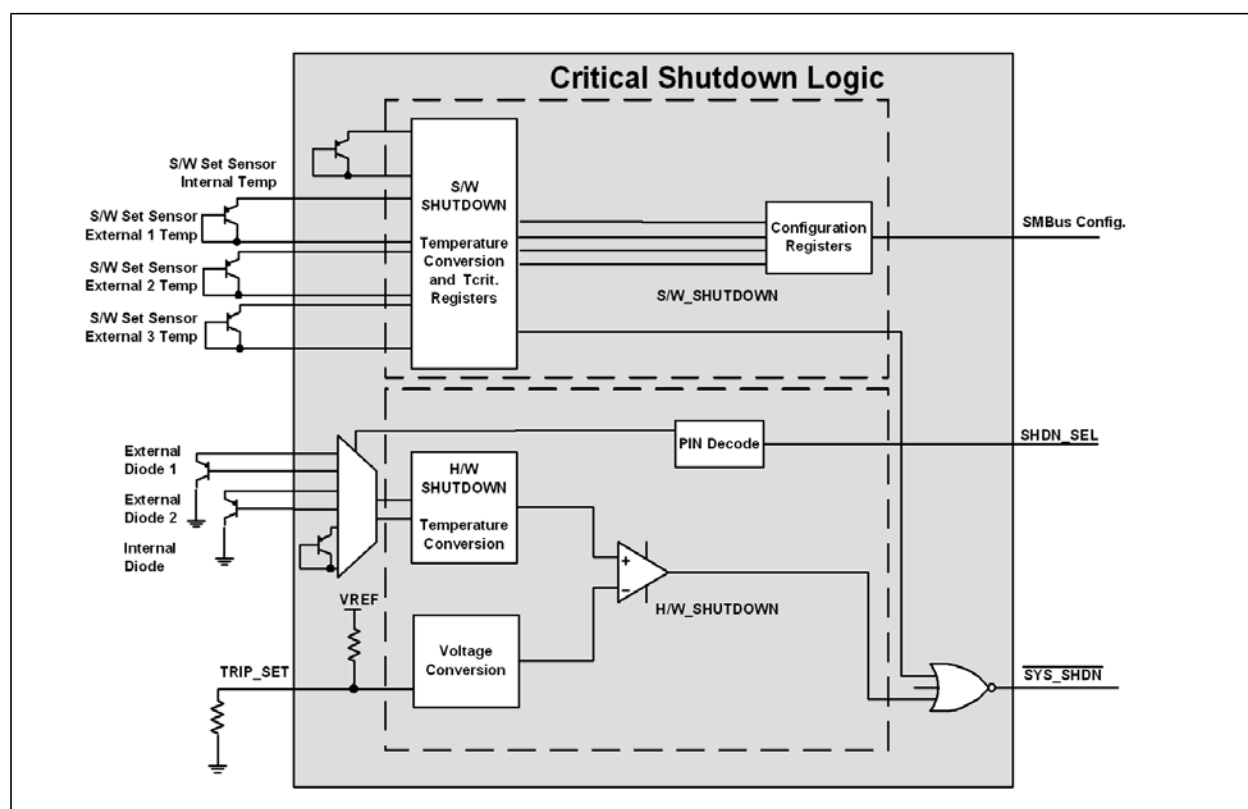 Critical Shutdown Logic
S/W Set Sensor
Internal Temp
S/W Set Sensor
External 1 Temp
S/W Set Sensor
External 2 Temp
S/W Set Sensor
External 3 Temp
S/W
SHUTDOWN
Temperature
Conversion
and Tcrit.
Registers
Configuration
Registers
SMBus Config.
S/W_SHUTDOWN
External
Diode 1
External
Diode 2
Internal
Diode
H/W
SHUTDOWN
Temperature
Conversion
PIN Decode
SHDN_SEL
+
−
H/W_SHUTDOWN
VREF
TRIP_SET
Voltage
Conversion
SYS_SHDN